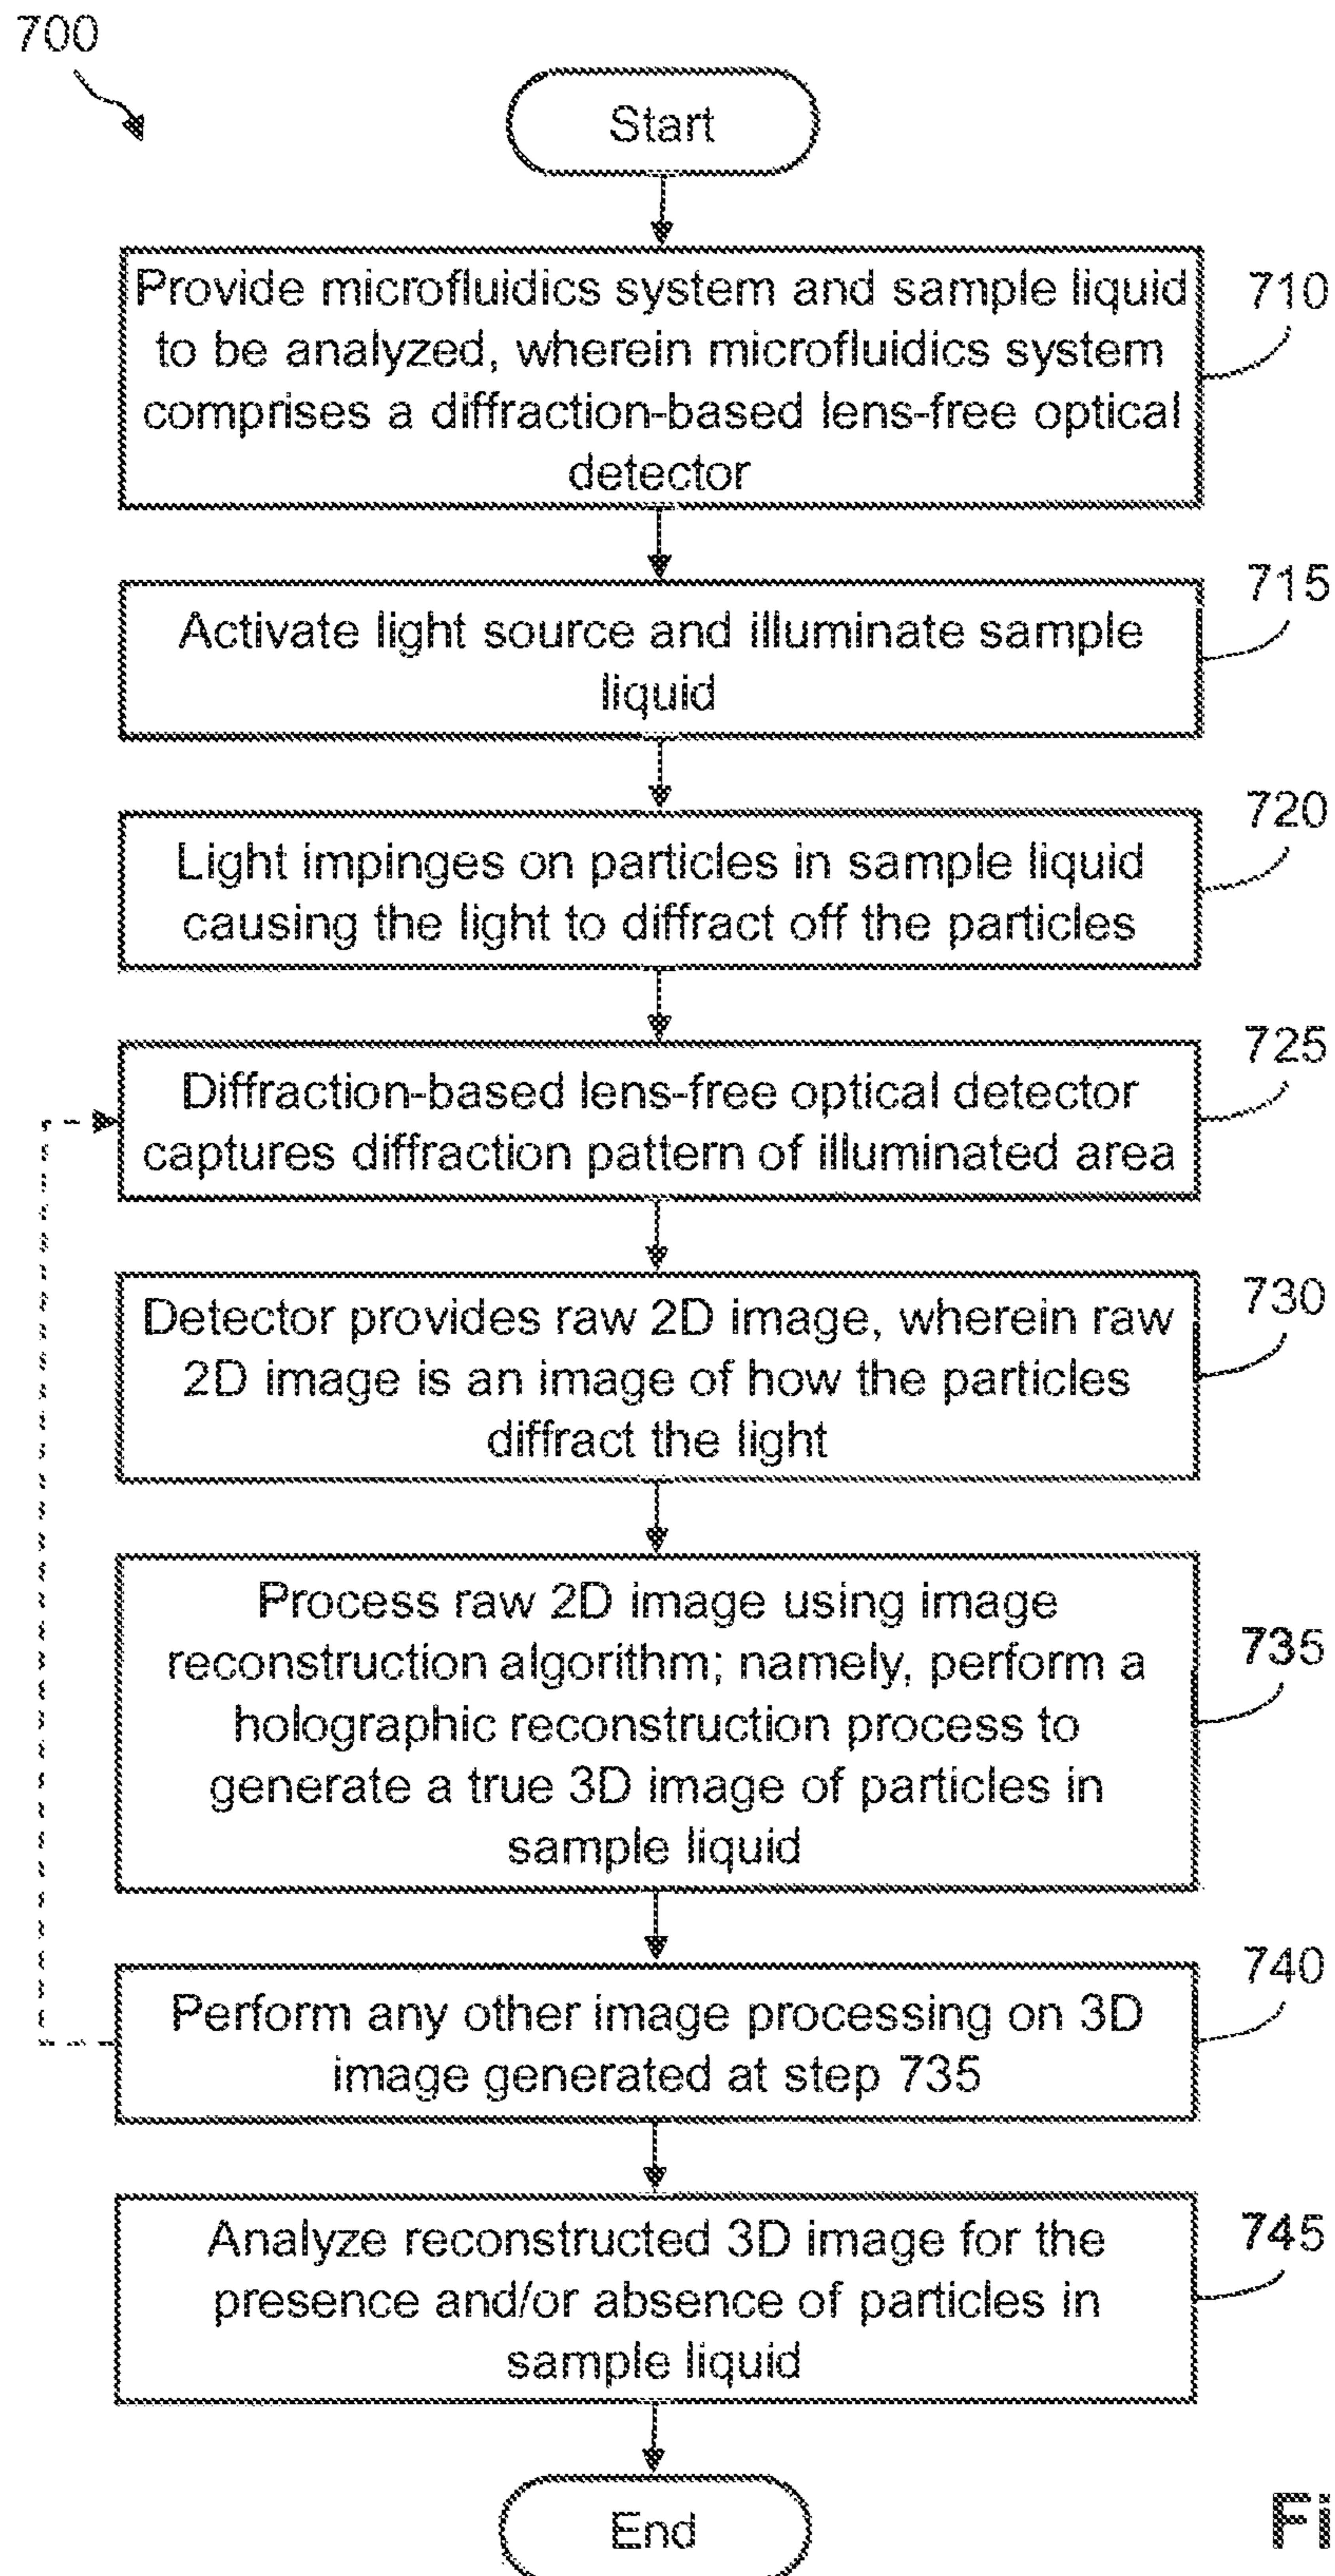 700
Start
Provide microfluidics system and sample liquid
to be analyzed, wherein microfluidics system
comprises a diffraction-based lens-free optical
detector
710
Activate light source and illuminate sample
liquid
715
Light impinges on particles in sample liquid
causing the light to diffract off the particles
720
Diffraction-based lens-free optical detector
captures diffraction pattern of illuminated area
725
Detector provides raw 2D image, wherein raw
2D image is an image of how the particles
diffract the light
730
Process raw 2D image using image
reconstruction algorithm; namely, perform a
holographic reconstruction process to
generate a true 3D image of particles in
sample liquid
735
Perform any other image processing on 3D
image generated at step 735
740
Analyze reconstructed 3D image for the
presence and/or absence of particles in
sample liquid
745
End
Fi